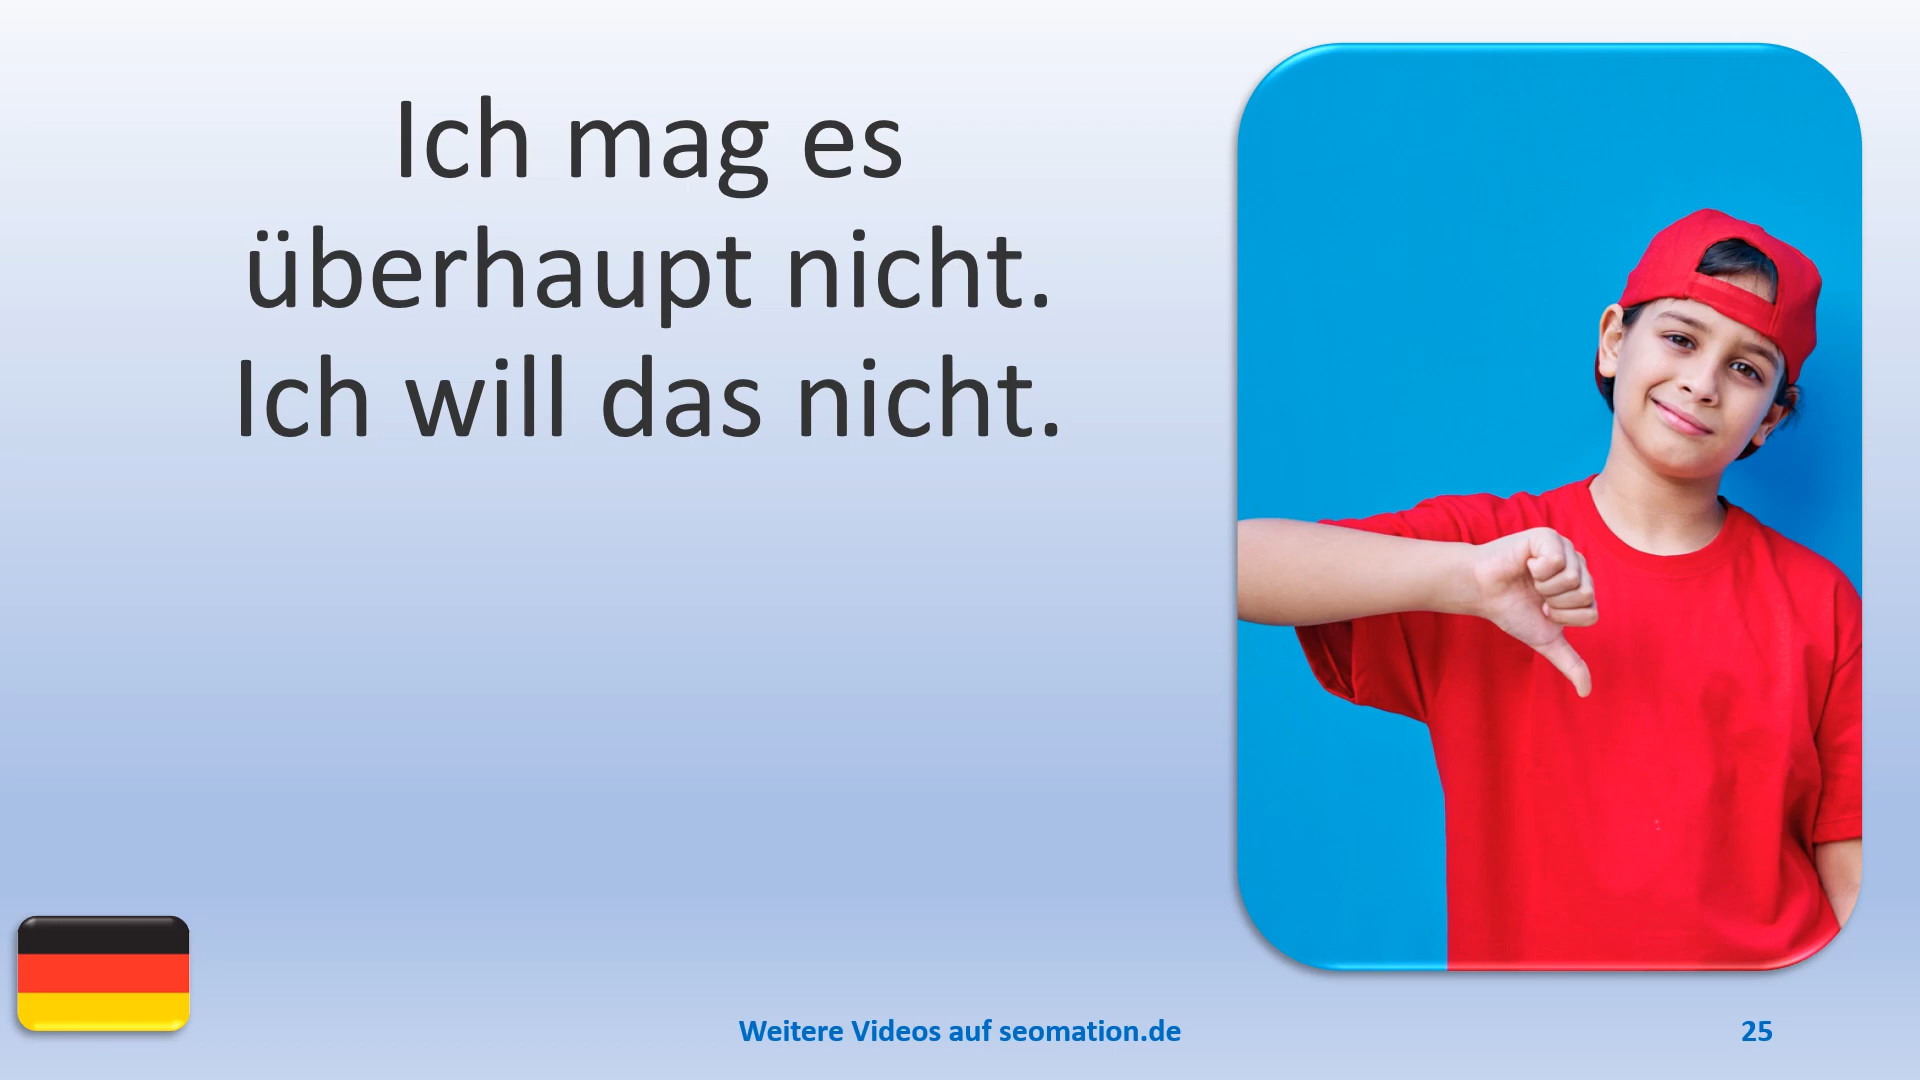 Ich mag es
überhaupt nicht.
Ich will das nicht.
Weitere Videos auf seomation.de
25